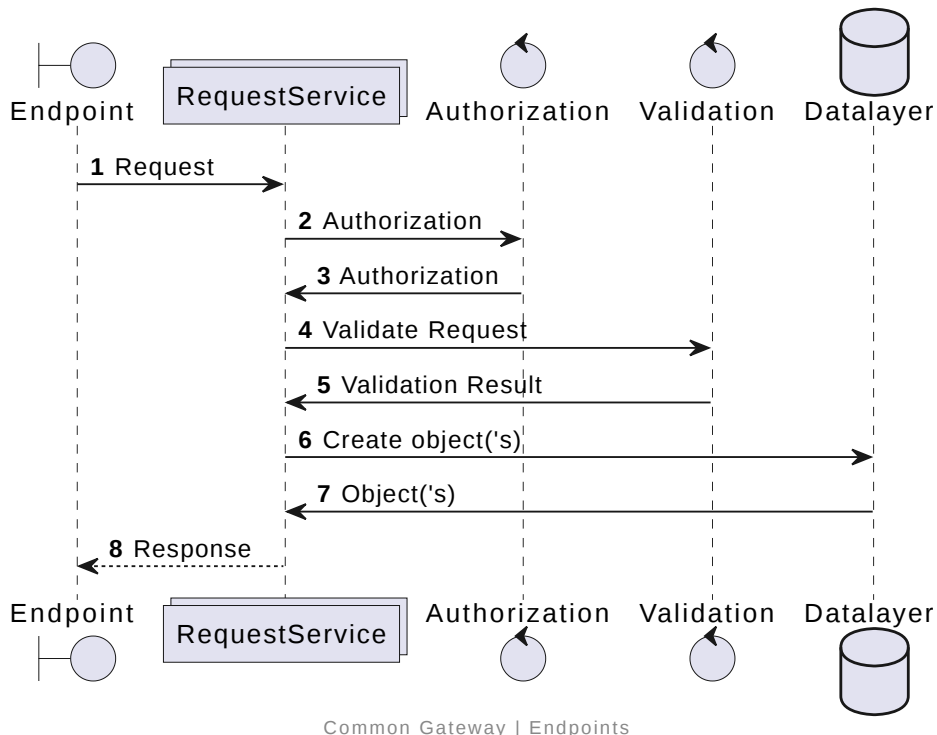 Endpoint
RequestService
Authorization
Validation
Datalayer
1 Request
2 Authorization
3 Authorization
4 Validate Request
5 Validation Result
6 Create object('s)
7 Object('s)
8 Response
Endpoint
RequestService
Authorization
Validation
Datalayer
Common Gateway | Endpoints